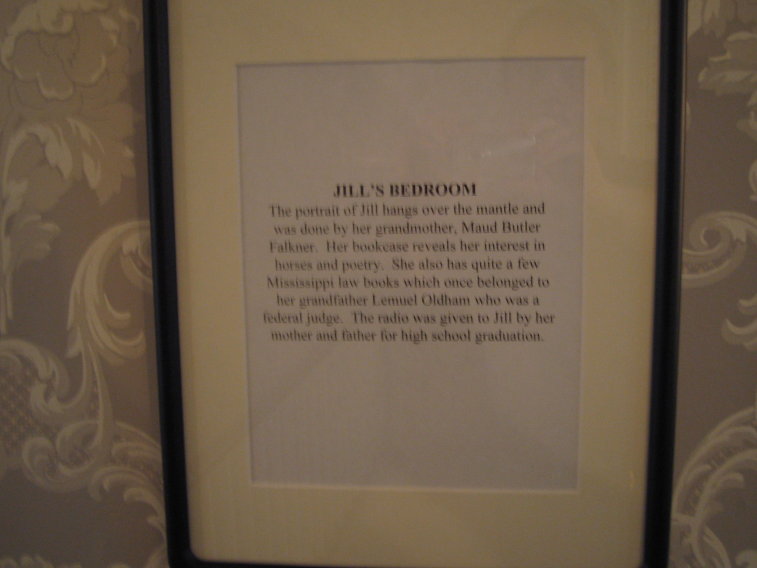 JILL'S BEDROOM
The portrait of Jill hangs over the mantle and
was done by her grandmother, Maud Butler
Falkner. Her bookcase reveals her interest in
horses and poetry. She also has quite a few
Mississippi law books which once belonged to
her grandfather Lemuel Oldham who was a
federal judge. The radio was given to Jill by her
mother and father for high school graduation.